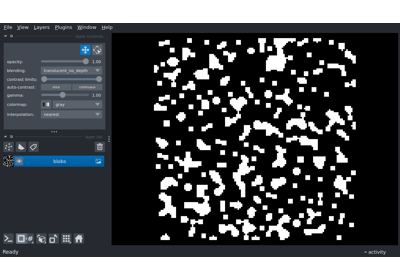 File View Layers Plugins Window Help
opacity: 1.00
blending: translucent_no_depth
contrast limits:
auto-contrast: once continuous
gamma: 1.00
colormap: gray
interpolation: nearest
blobs
Ready
activity